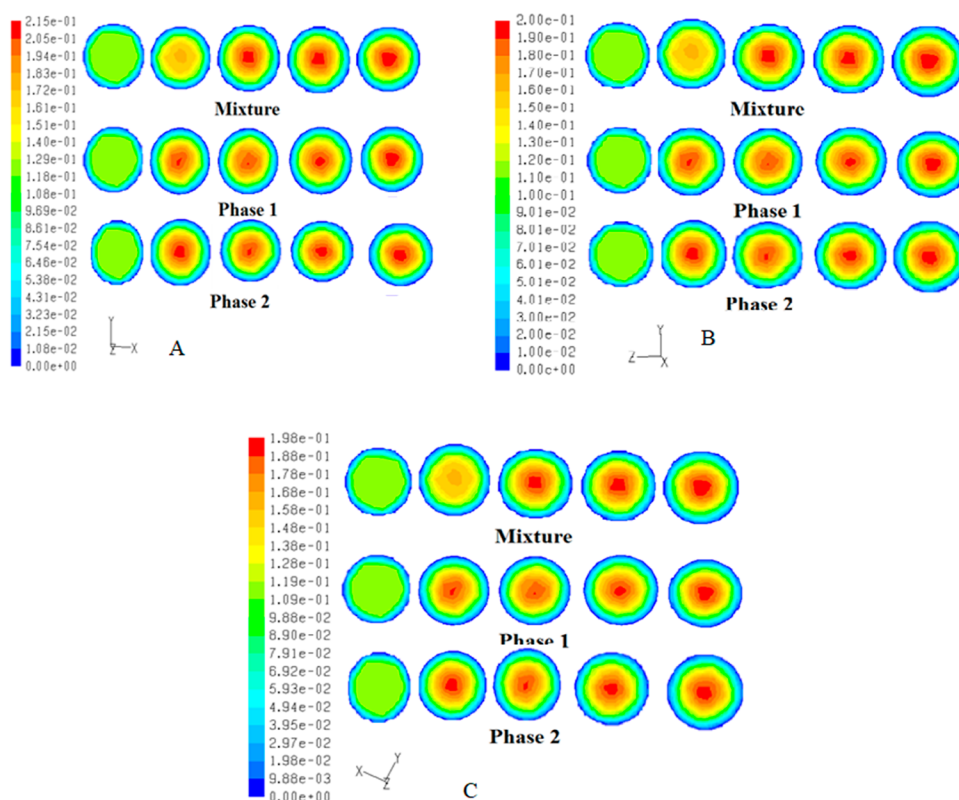 2.15e-01
2.05e-01
1.94e-01
1.83e-01
1.72e-01
1.61e-01
1.51e-01
1.40e-01
1.29e-01
1.18e-01
1.08e-01
9.69e-02
8.61e-02
7.54e-02
6.46e-02
5.38e-02
4.31e-02
3.23e-02
2.15e-02
1.08e-02
0.00e+00
Mixture
Phase 1
Phase 2
Y
Z X
A
2.00e-01
1.90e-01
1.80e-01
1.70e-01
1.60e-01
1.50e-01
1.40e-01
1.30e-01
1.20e-01
1.10e-01
1.00c-01
9.01e-02
8.01e-02
7.01e-02
6.01e-02
5.01e-02
4.01e-02
3.00e-02
2.00e-02
1.00e-02
0.00c+00
Mixture
Phase 1
Phase 2
Y
Z X
B
1.98e-01
1.88e-01
1.78e-01
1.68e-01
1.58e-01
1.48e-01
1.38e-01
1.28e-01
1.19e-01
1.09e-01
9.88e-02
8.90e-02
7.91e-02
6.92e-02
5.93e-02
4.94e-02
3.95e-02
2.97e-02
1.98e-02
9.88e-03
0.00e+00
Mixture
Phase 1
Phase 2
X Y
Z
C